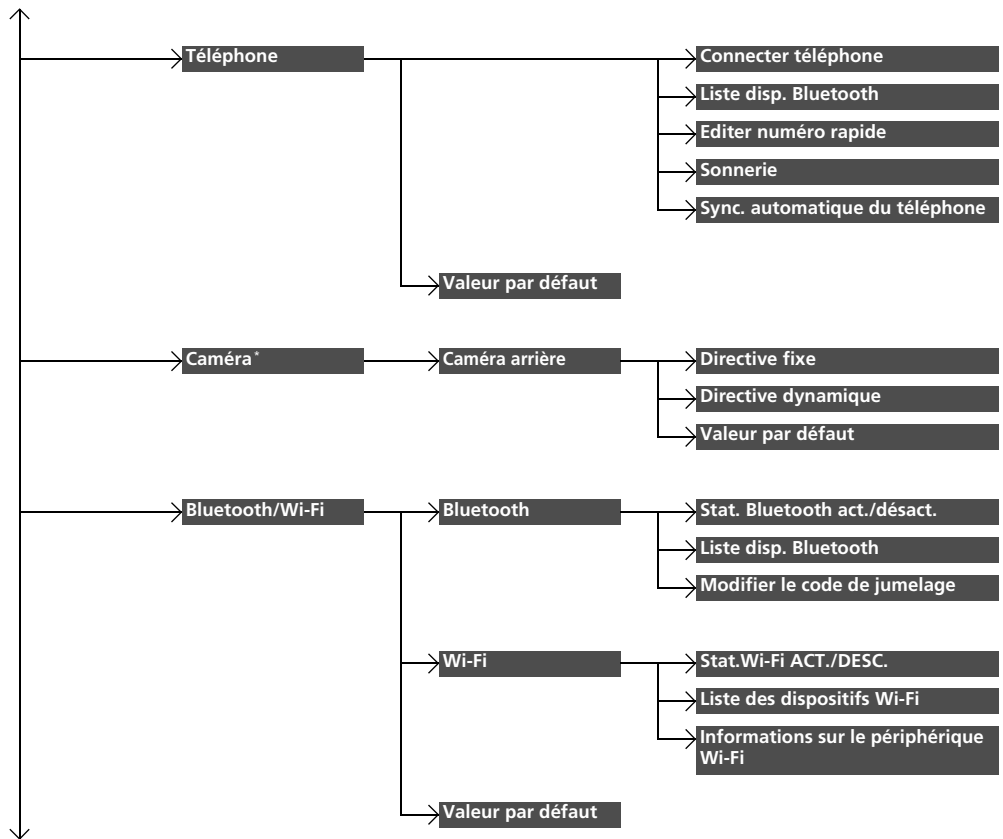 Téléphone
Connecter téléphone
Liste disp. Bluetooth
Editer numéro rapide
Sonnerie
Sync. automatique du téléphone
Valeur par défaut
Caméra*
Caméra arrière
Directive fixe
Directive dynamique
Valeur par défaut
Bluetooth/Wi-Fi
Bluetooth
Stat. Bluetooth act./désact.
Liste disp. Bluetooth
Modifier le code de jumelage
Wi-Fi
Stat.Wi-Fi ACT./DESC.
Liste des dispositifs Wi-Fi
Informations sur le périphérique
Wi-Fi
Valeur par défaut